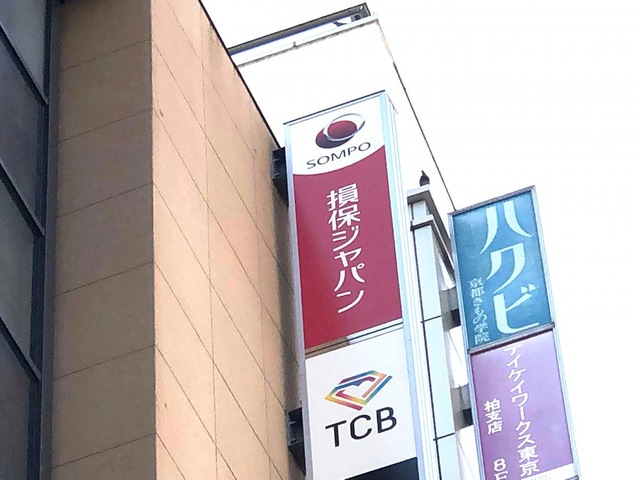 SOMPO
損保ジャパン
TCB
ハクビ
京都きもの学院
テイケイワークス東京
柏支店
8F